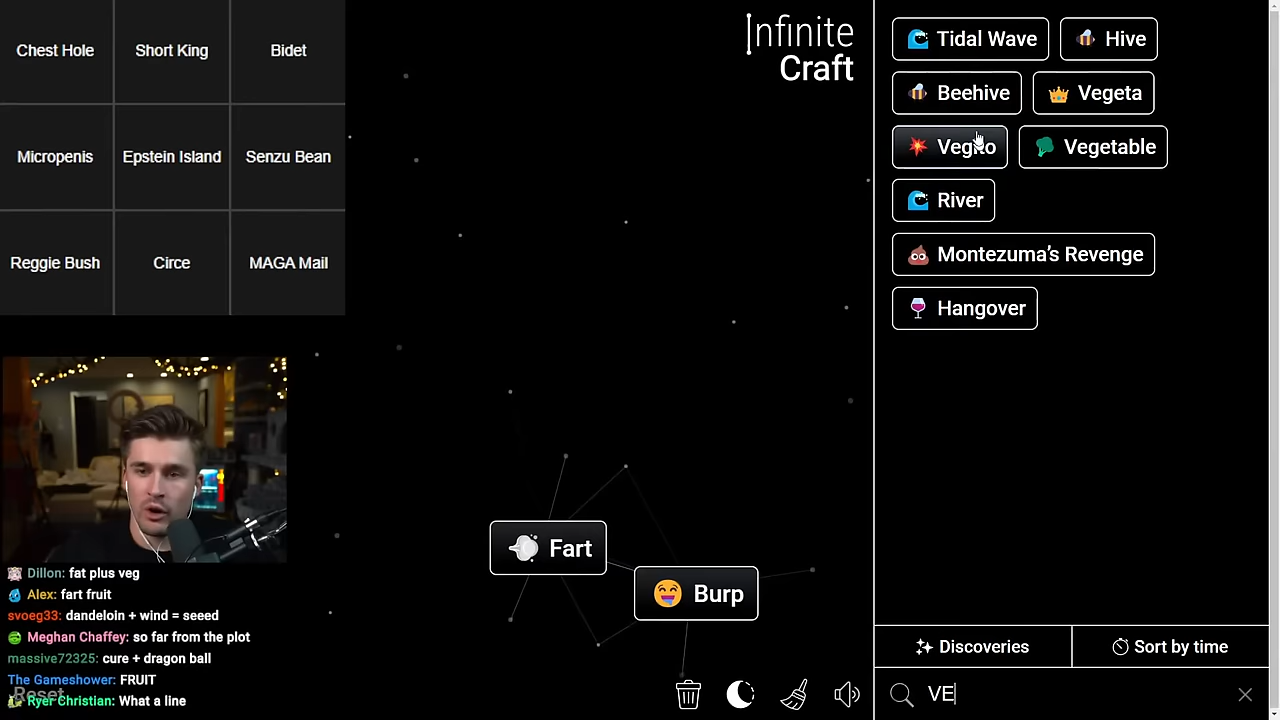 Chest Hole
Short King
Bidet
Micropenis
Epstein Island
Senzu Bean
Reggie Bush
Circe
MAGA Mail
Infinite
Craft
Tidal Wave
Hive
Beehive
Vegeta
Vegetable
River
Montezuma's Revenge
Hangover
Fart
Burp
Dillon: fat plus veg
Alex: fart fruit
svoeg33: dandeloin + wind = seeed
Meghan Chaffey: so far from the plot
massive72325: cure + dragon ball
The Gameshower: FRUIT
Reset
Ryer Christian: What a line
Discoveries
Sort by time
VE